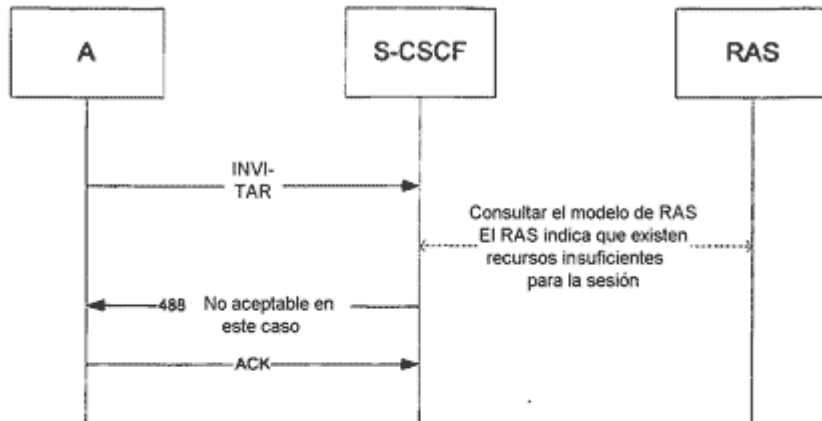 A
S-CSCF
RAS
INVI-
TAR
Consultar el modelo de RAS
El RAS indica que existen
recursos insuficientes
para la sesión
488 No aceptable en
este caso
ACK